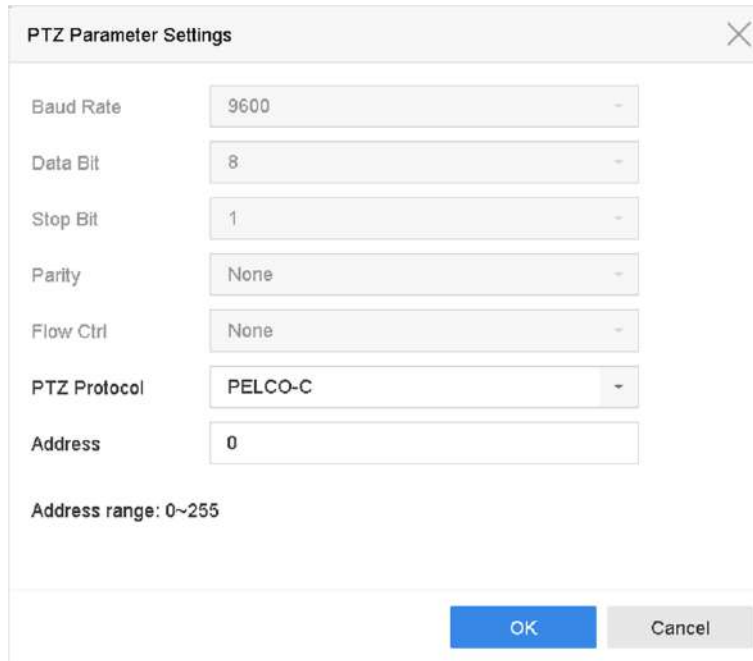 PTZ Parameter Settings
Baud Rate 9600
Data Bit 8
Stop Bit 1
Parity None
Flow Ctrl None
PTZ Protocol PELCO-C
Address 0
Address range: 0~255
OK Cancel